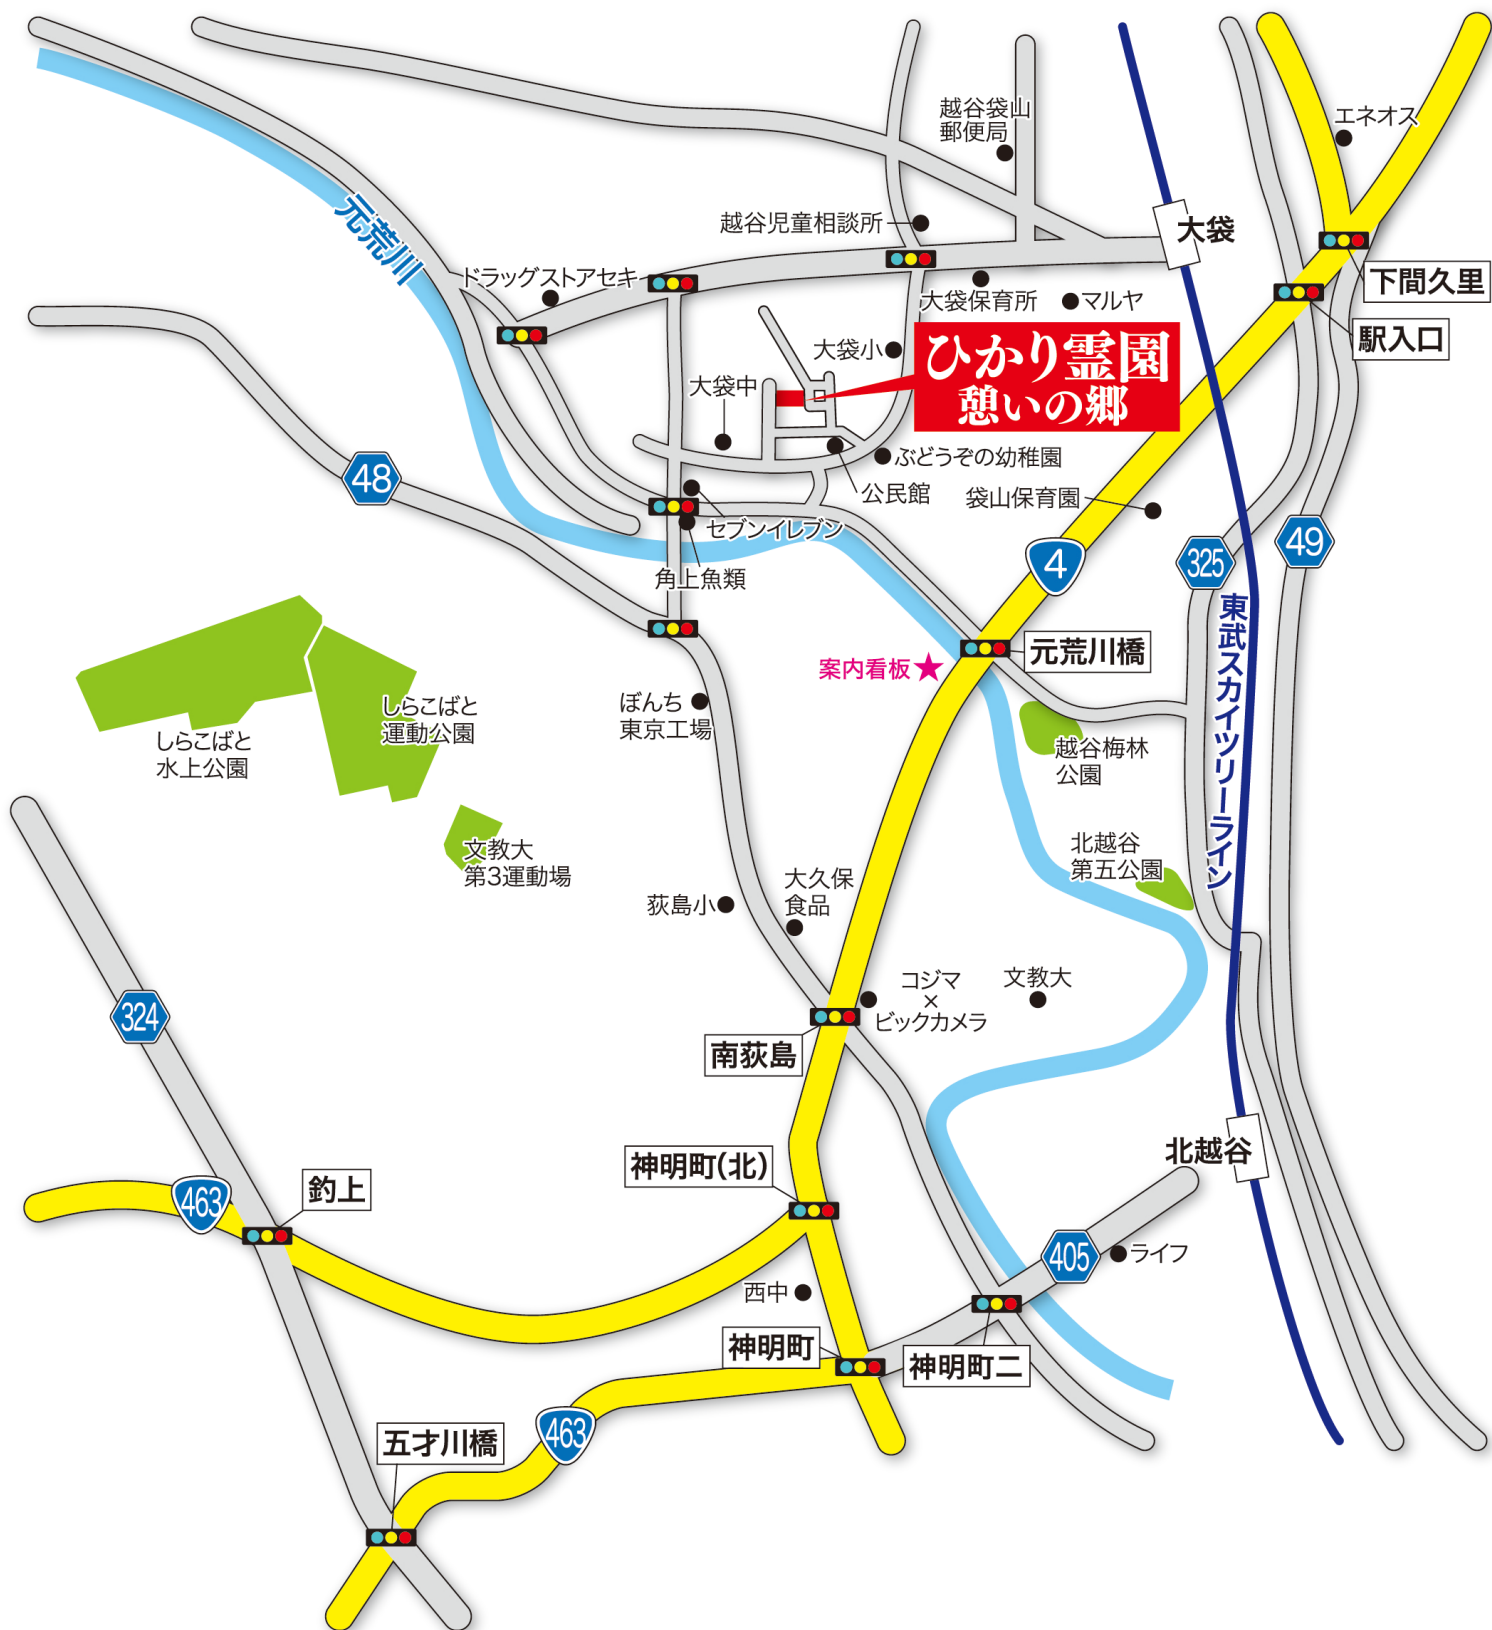 越谷袋山
郵便局
エネオス
元荒川
越谷児童相談所
大袋
ドラッグストアセキ
大袋保育所
マルヤ
下間久里
駅入口
大袋小
ひかり霊園
憩いの郷
大袋中
ぶどうぞの幼稚園
48
公民館
袋山保育園
セブンイレブン
4
325
49
角上魚類
東武スカイツリーライン
元荒川橋
案内看板
ぼんち
東京工場
しらこばと
運動公園
しらこばと
水上公園
越谷梅林
公園
文教大
第3運動場
北越谷
第五公園
大久保
食品
荻島小
324
コジマ
×
ビックカメラ
文教大
南荻島
神明町(北)
北越谷
463
釣上
405
ライフ
西中
神明町
神明町二
463
五才川橋